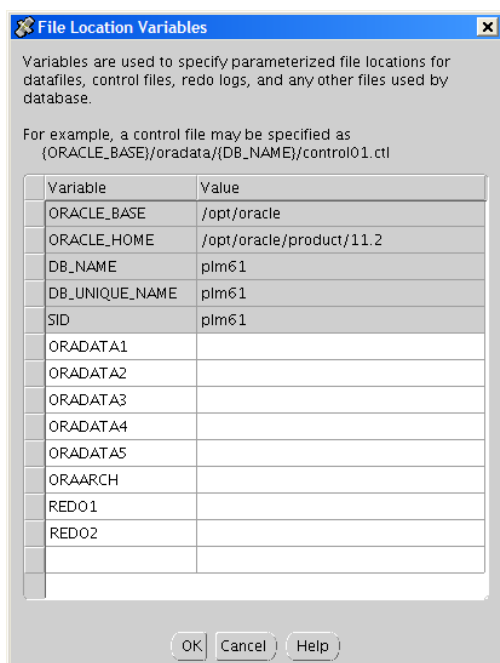 File Location Variables
Variables are used to specify parameterized file locations for
datafiles, control files, redo logs, and any other files used by
database.
For example, a control file may be specified as
{ORACLE_BASE}/oradata/{DB_NAME}/control01.ctl
Variable Value
ORACLE_BASE /opt/oracle
ORACLE_HOME /opt/oracle/product/11.2
DB_NAME plm61
DB_UNIQUE_NAME plm61
SID plm61
ORADATA1
ORADATA2
ORADATA3
ORADATA4
ORADATA5
ORAARCH
REDO1
REDO2
OK Cancel Help